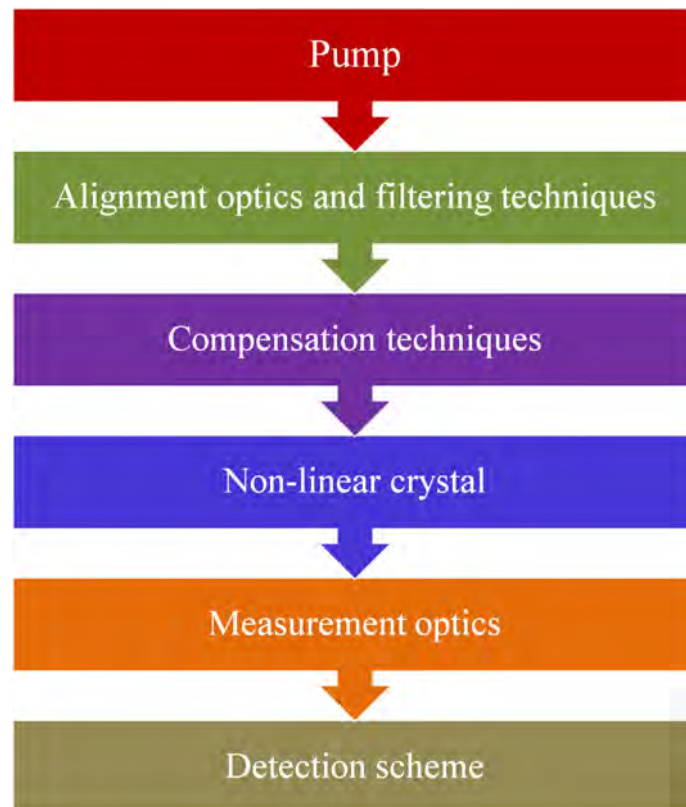 Pump
Alignment optics and filtering techniques
Compensation techniques
Non-linear crystal
Measurement optics
Detection scheme